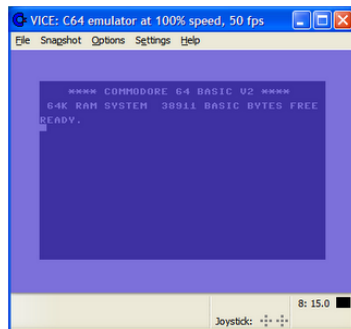 VICE: C64 emulator at 100% speed, 50 fps
File Snapshot Options Settings Help
**** COMMODORE 64 BASIC V2 ****
64K RAM SYSTEM 38911 BASIC BYTES FREE
READY.
8: 15.0
Joystick: